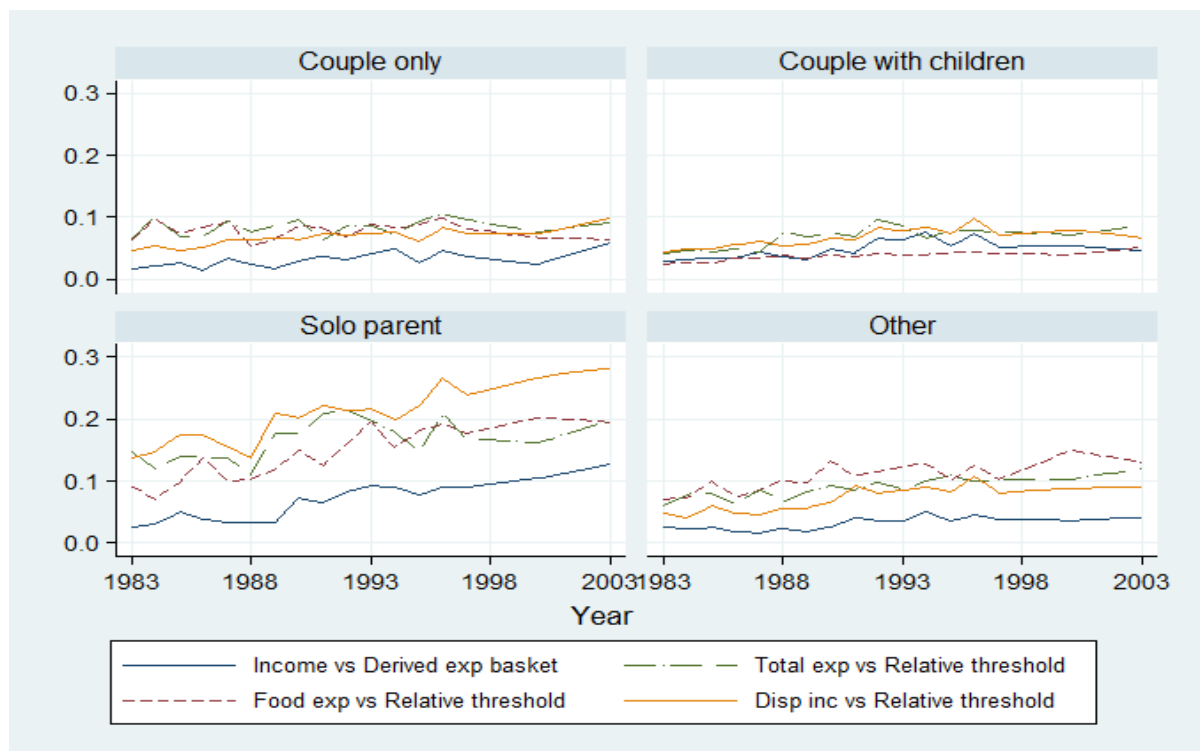 Couple only
Couple with children
0.3
0.2
0.1
0.0
Solo parent
Other
0.3
0.2
0.1
0.0
1983 1988 1993 1998 2003 1983 1988 1993 1998 2003
Year
Income vs Derived exp basket
Total exp vs Relative threshold
Food exp vs Relative threshold
Disp inc vs Relative threshold